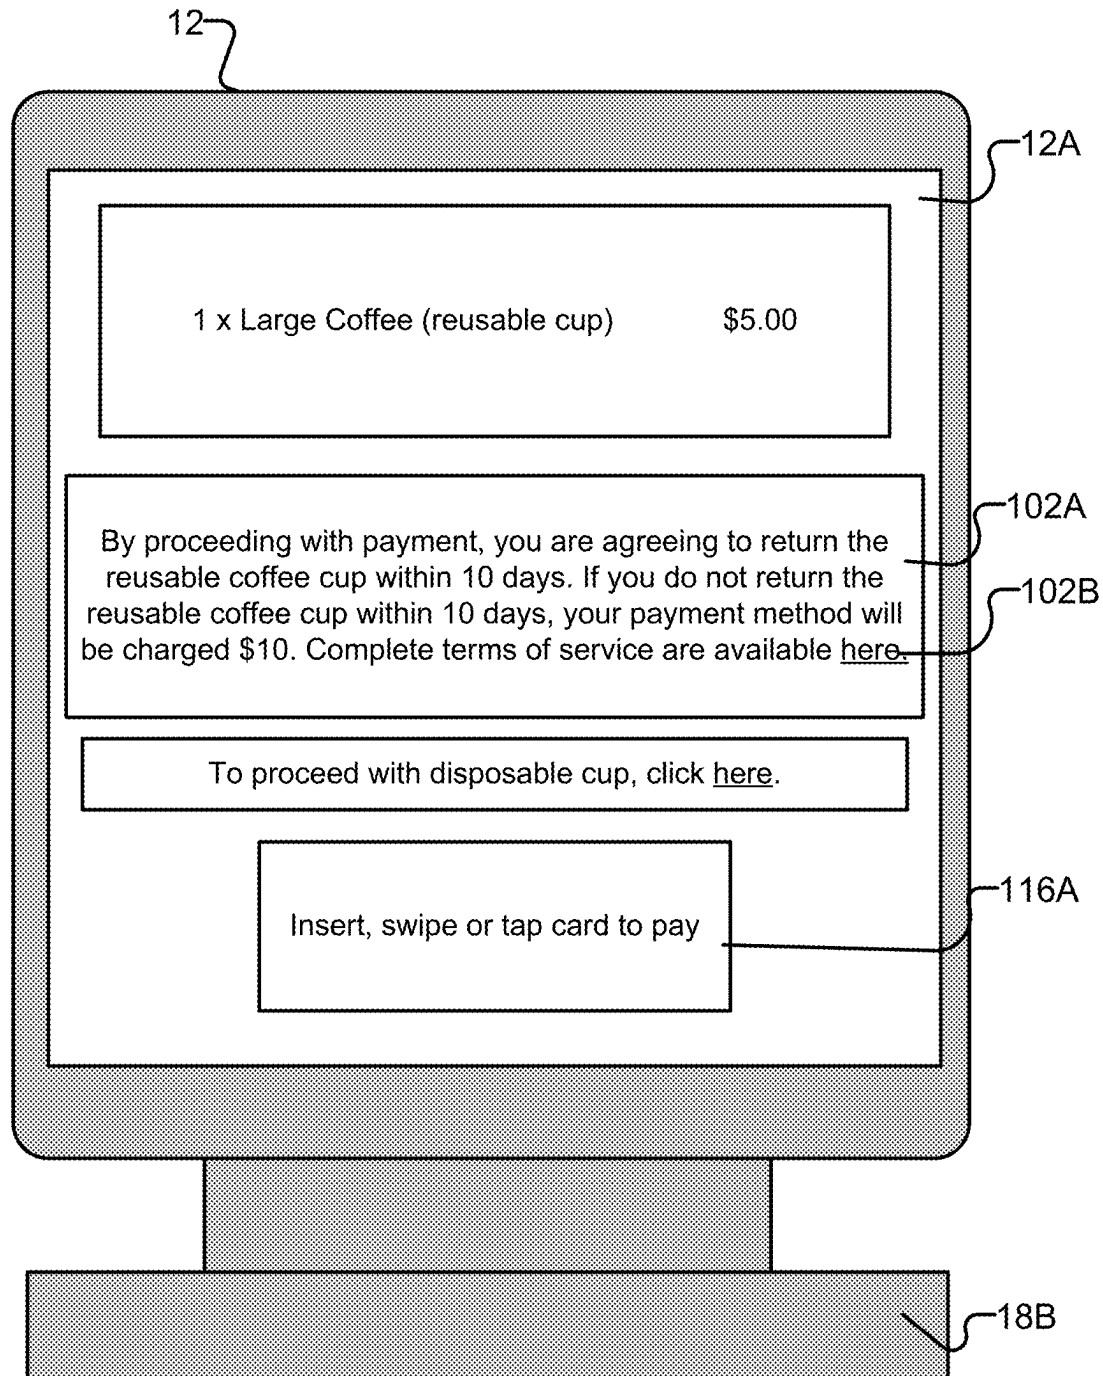 12
12A
1 x Large Coffee (reusable cup) $5.00
102A
By proceeding with payment, you are agreeing to return the
reusable coffee cup within 10 days. If you do not return the
102B
reusable coffee cup within 10 days, your payment method will
be charged $10. Complete terms of service are available here.
To proceed with disposable cup, click here.
116A
Insert, swipe or tap card to pay
18B